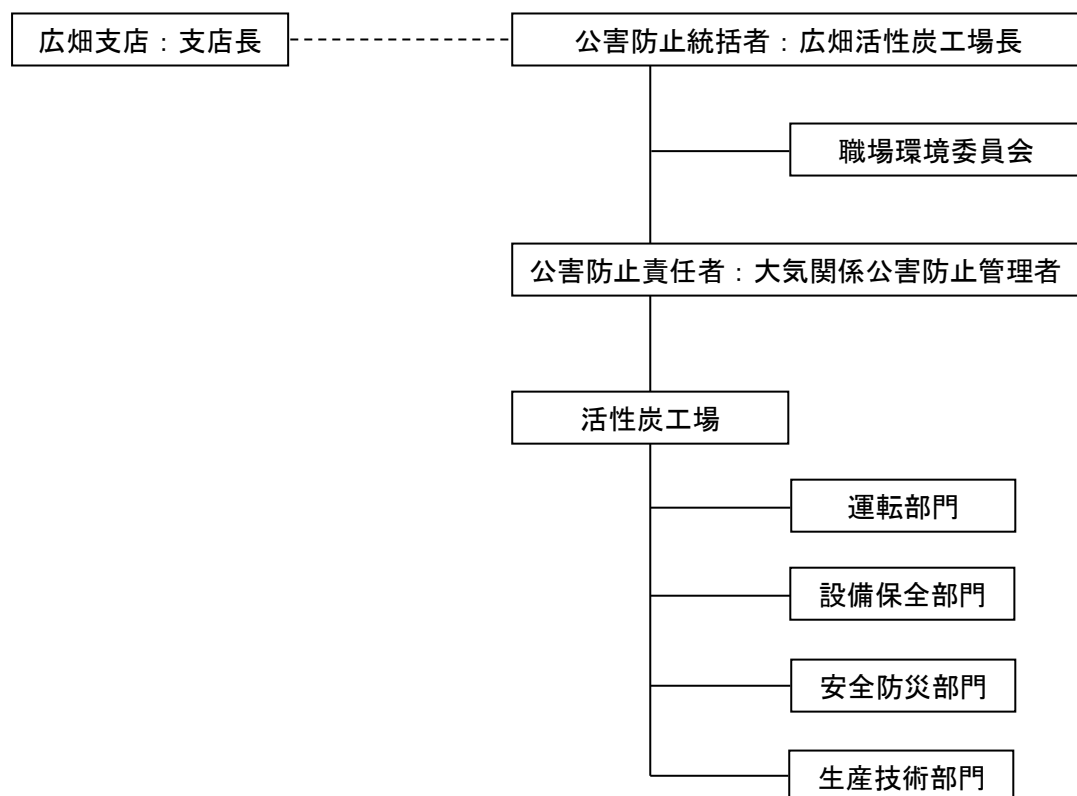 広畑支店：支店長
公害防止統括者：広畑活性炭工場長
職場環境委員会
公害防止責任者：大気関係公害防止管理者
活性炭工場
運転部門
設備保全部門
安全防災部門
生産技術部門